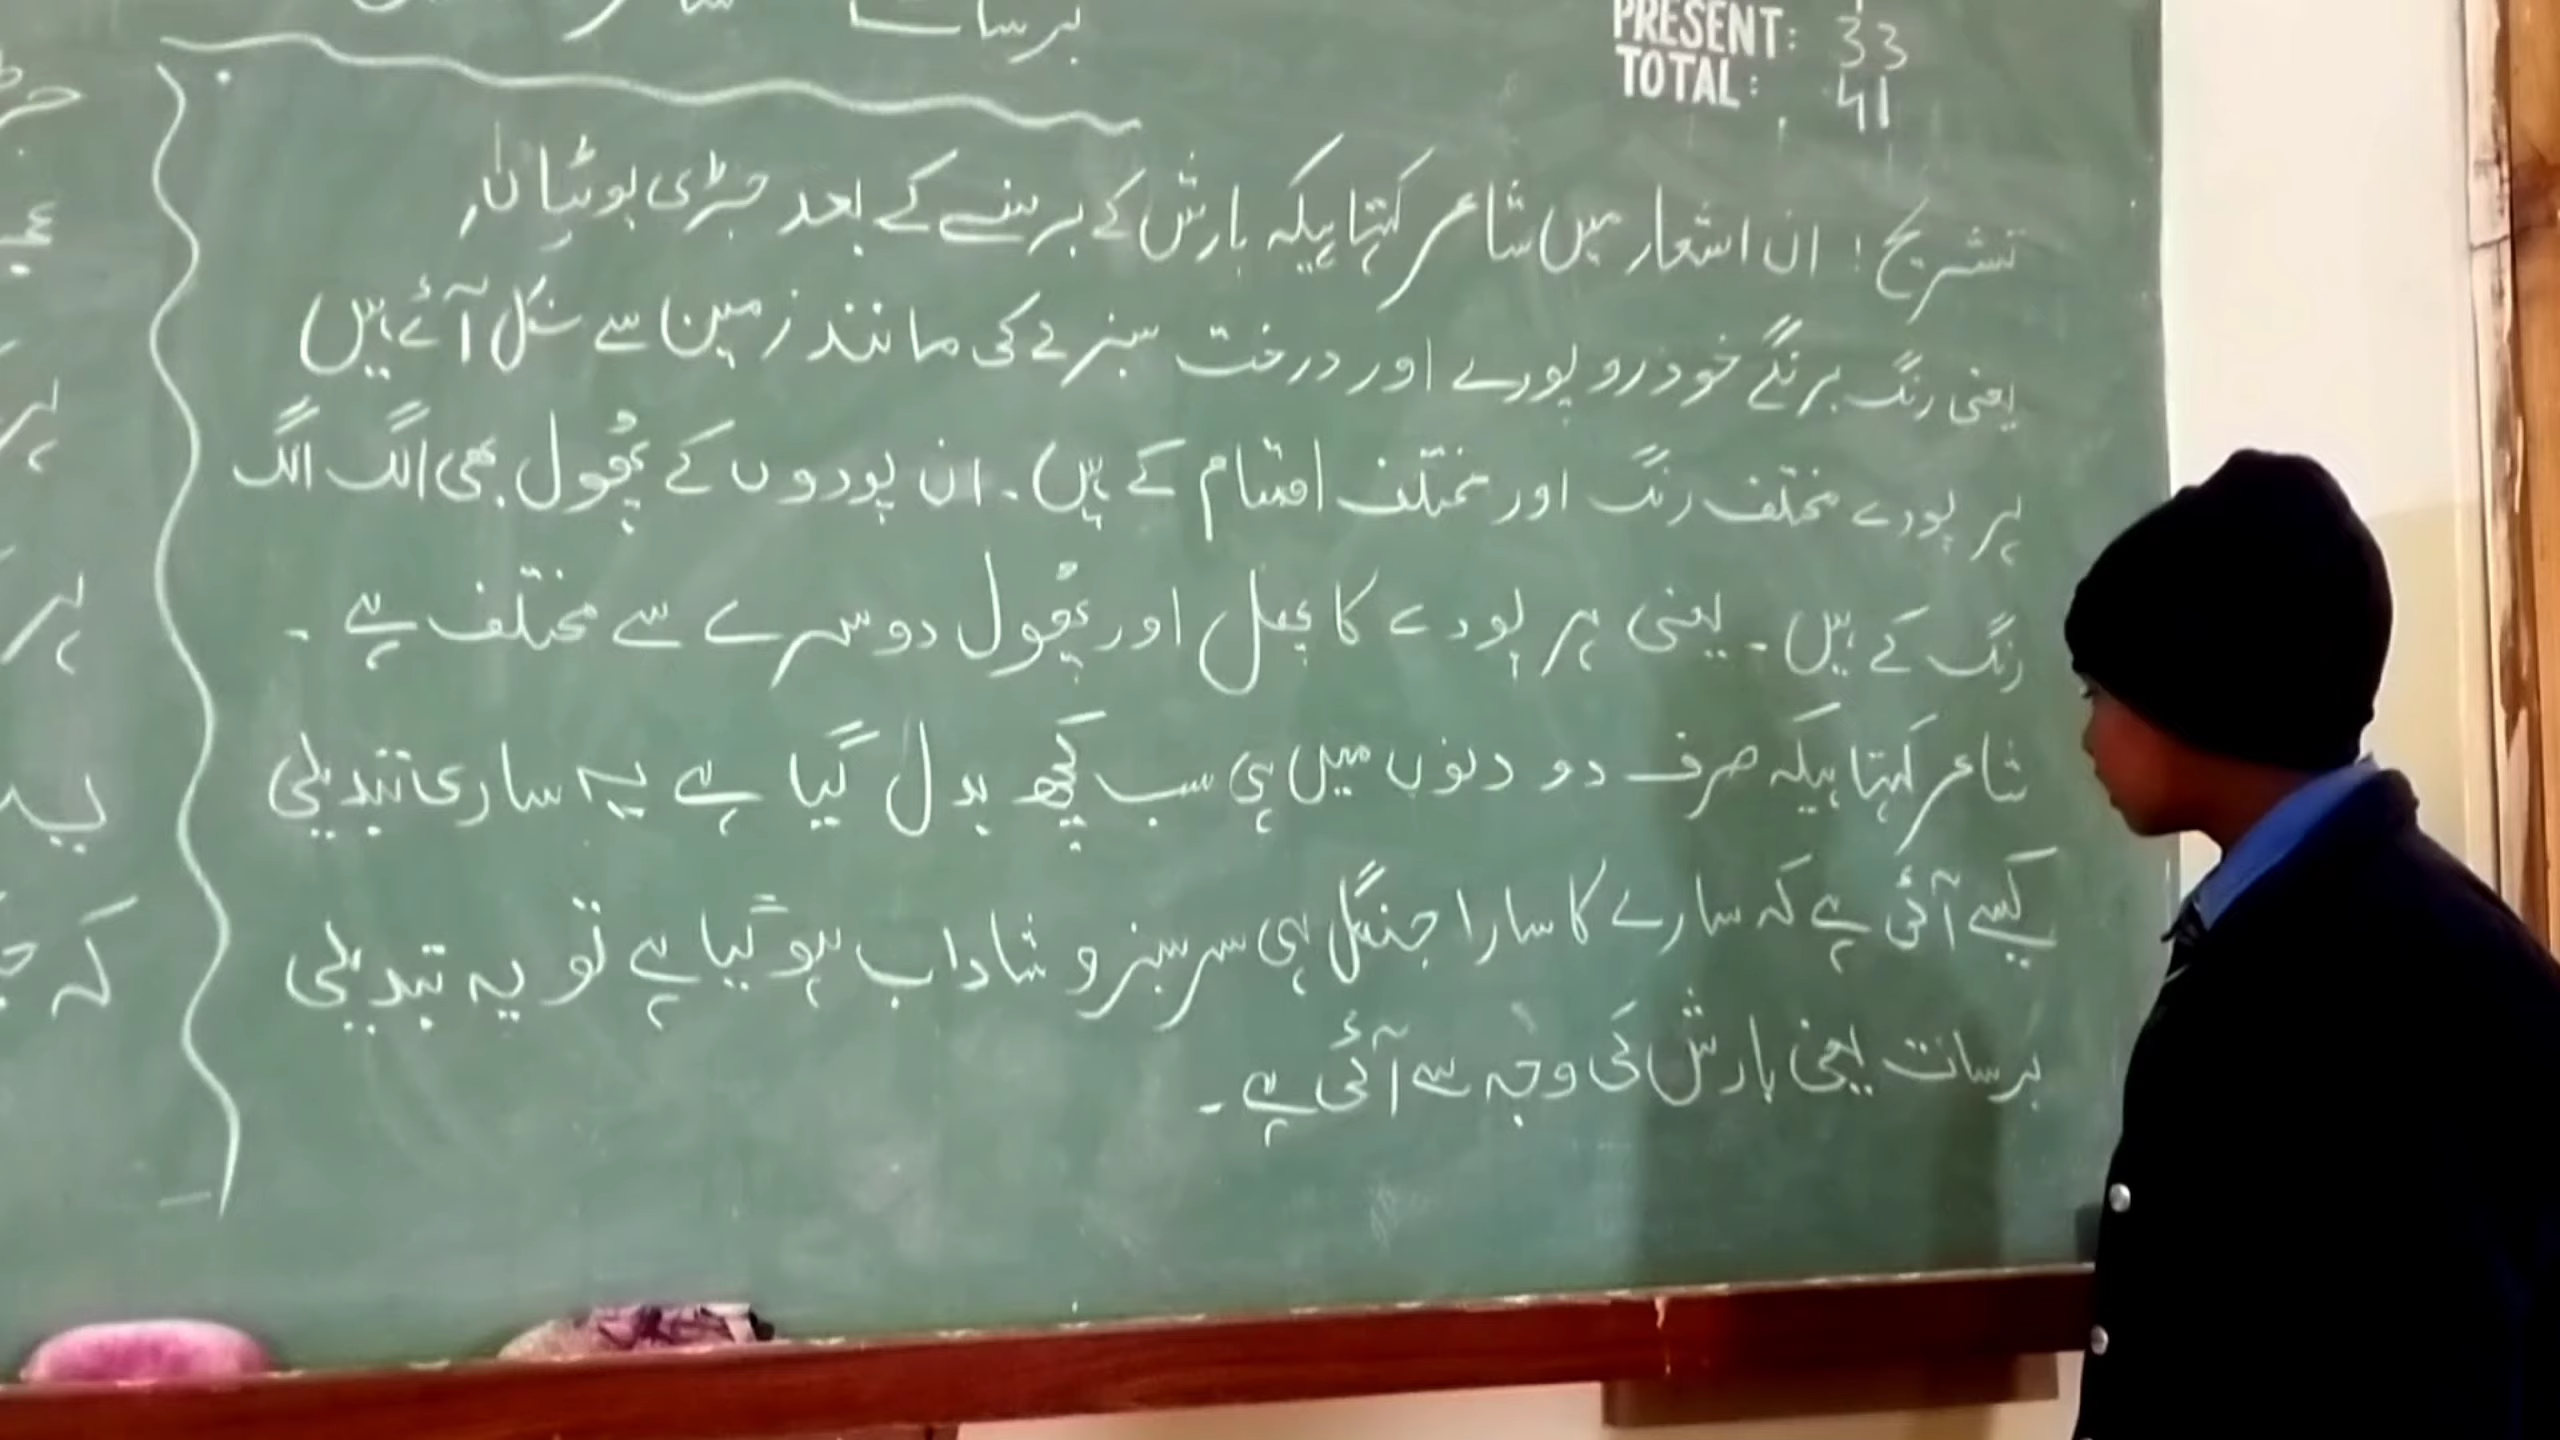 برسات
PRESENT: 33
TOTAL: 41
تشریح: ان اشعار میں شاعر کہتا ہیکہ بارش کے برسنے کے بعد جڑی بوٹیاں
یعنی رنگ برنگے خودرو پودے اور درخت سبزے کی مانند زمین سے نکل آئے ہیں
ہر پودے مختلف رنگ اور مختلف اقسام کے ہیں۔ ان پودوں کے پھول بھی الگ الگ
رنگ کے ہیں۔ یعنی ہر پودے کا پھل اور پھول دوسرے سے مختلف ہے۔
شاعر کہتا ہیکہ صرف دو دنوں میں ہی سب کچھ بدل گیا ہے یہ ساری تبدیلی
کیسے آئی ہے کہ سارے کا سارا جنگل ہی سرسبز و شاداب ہو گیا ہے تو یہ تبدیلی
برسات یعنی بارش کی وجہ سے آئی ہے۔
ہر
ہر
کہ